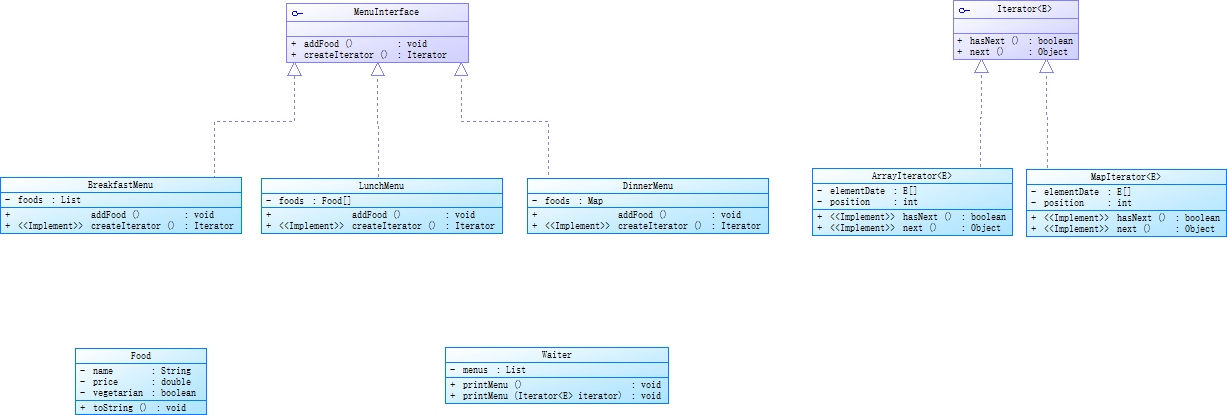 MenuInterface
+ addFood () : void
+ createIterator () : Iterator
Iterator<E>
+ hasNext () : boolean
+ next () : Object
BreakfastMenu
- foods : List
+ addFood () : void
+ <<Implement>> createIterator () : Iterator
LunchMenu
- foods : Food[]
+ addFood () : void
+ <<Implement>> createIterator () : Iterator
DinnerMenu
- foods : Map
+ addFood () : void
+ <<Implement>> createIterator () : Iterator
ArrayIterator<E>
- elementDate : E[]
- position : int
+ <<Implement>> hasNext () : boolean
+ <<Implement>> next () : Object
MapIterator<E>
- elementDate : E[]
- position : int
+ <<Implement>> hasNext () : boolean
+ <<Implement>> next () : Object
Food
- name : String
- price : double
- vegetarian : boolean
+ toString () : void
Waiter
- menus : List
+ printMenu () : void
+ printMenu (Iterator<E> iterator) : void